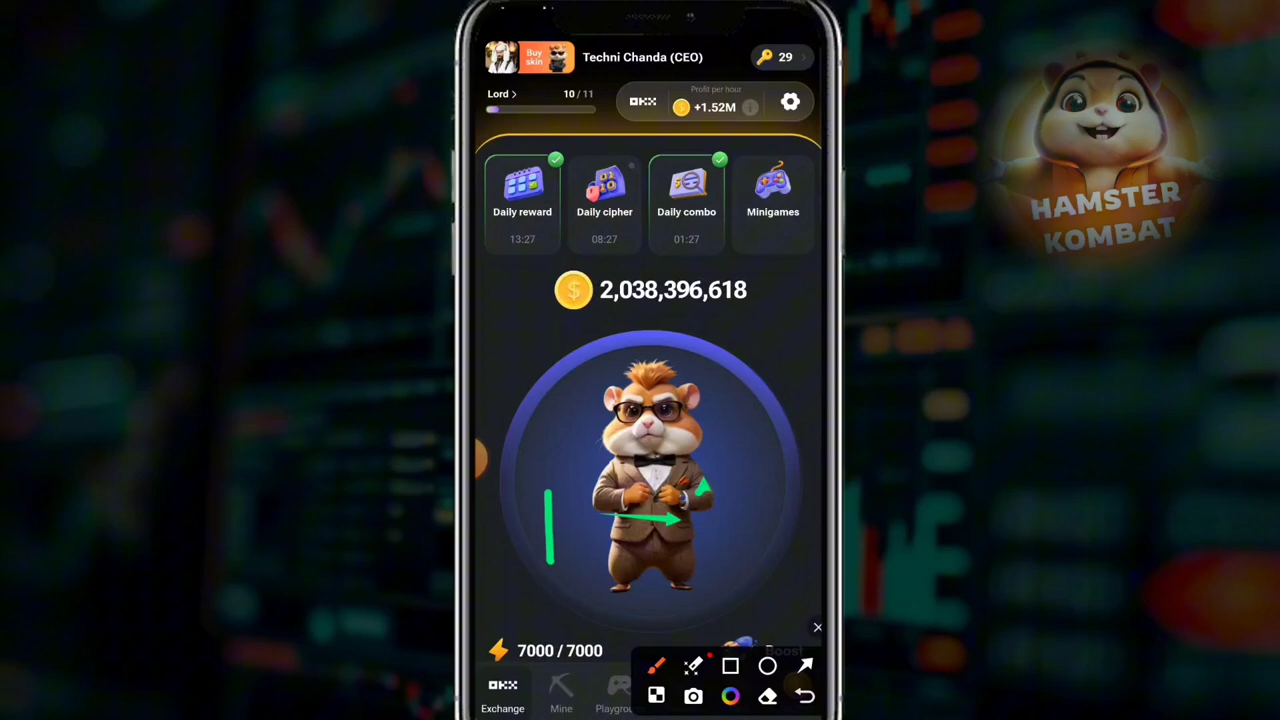 Buy skin
Techni Chanda (CEO)
29
Lord
10 / 11
Profit per hour
+1.52M
Daily reward
13:27
Daily cipher
08:27
Daily combo
01:27
Minigames
2,038,396,618
7000 / 7000
Boost
Exchange
Mine
HAMSTER
KOMBAT